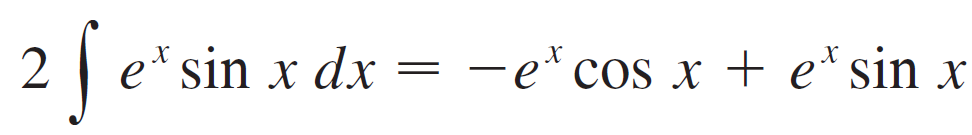 2 ∫ eˣ sin x dx = −eˣ cos x + eˣ sin x